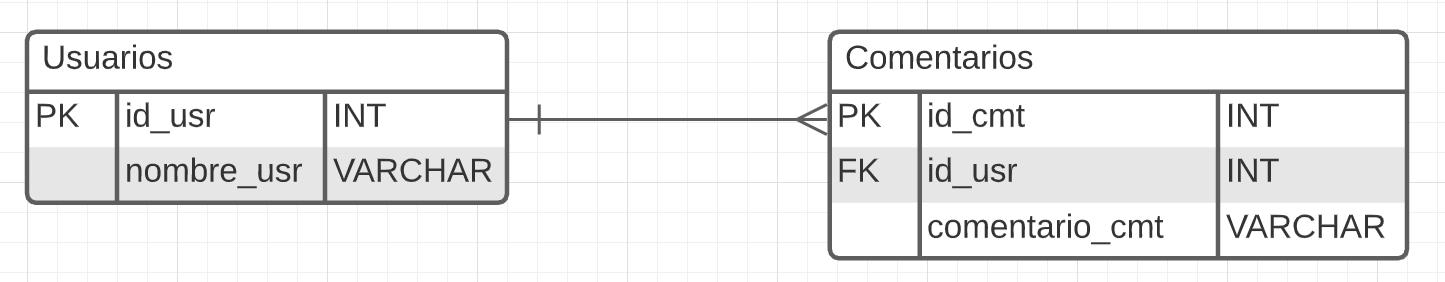 Usuarios
PK id_usr INT
nombre_usr VARCHAR
Comentarios
PK id_cmt INT
FK id_usr INT
comentario_cmt VARCHAR